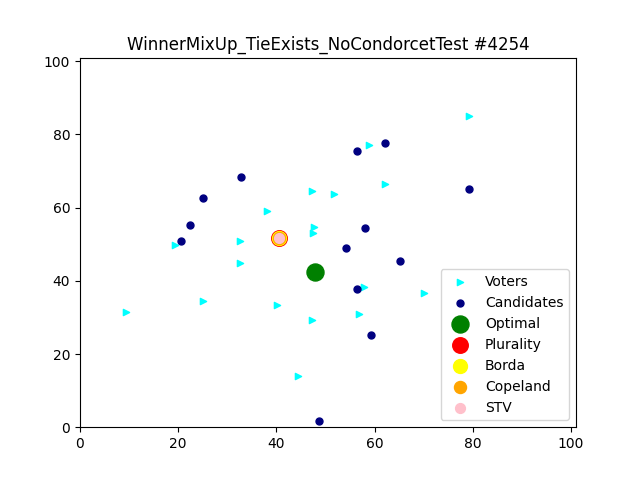 WinnerMixUp_TieExists_NoCondorcetTest #4254
100
80
60
40
20
0
0 20 40 60 80 100
Voters
Candidates
Optimal
Plurality
Borda
Copeland
STV